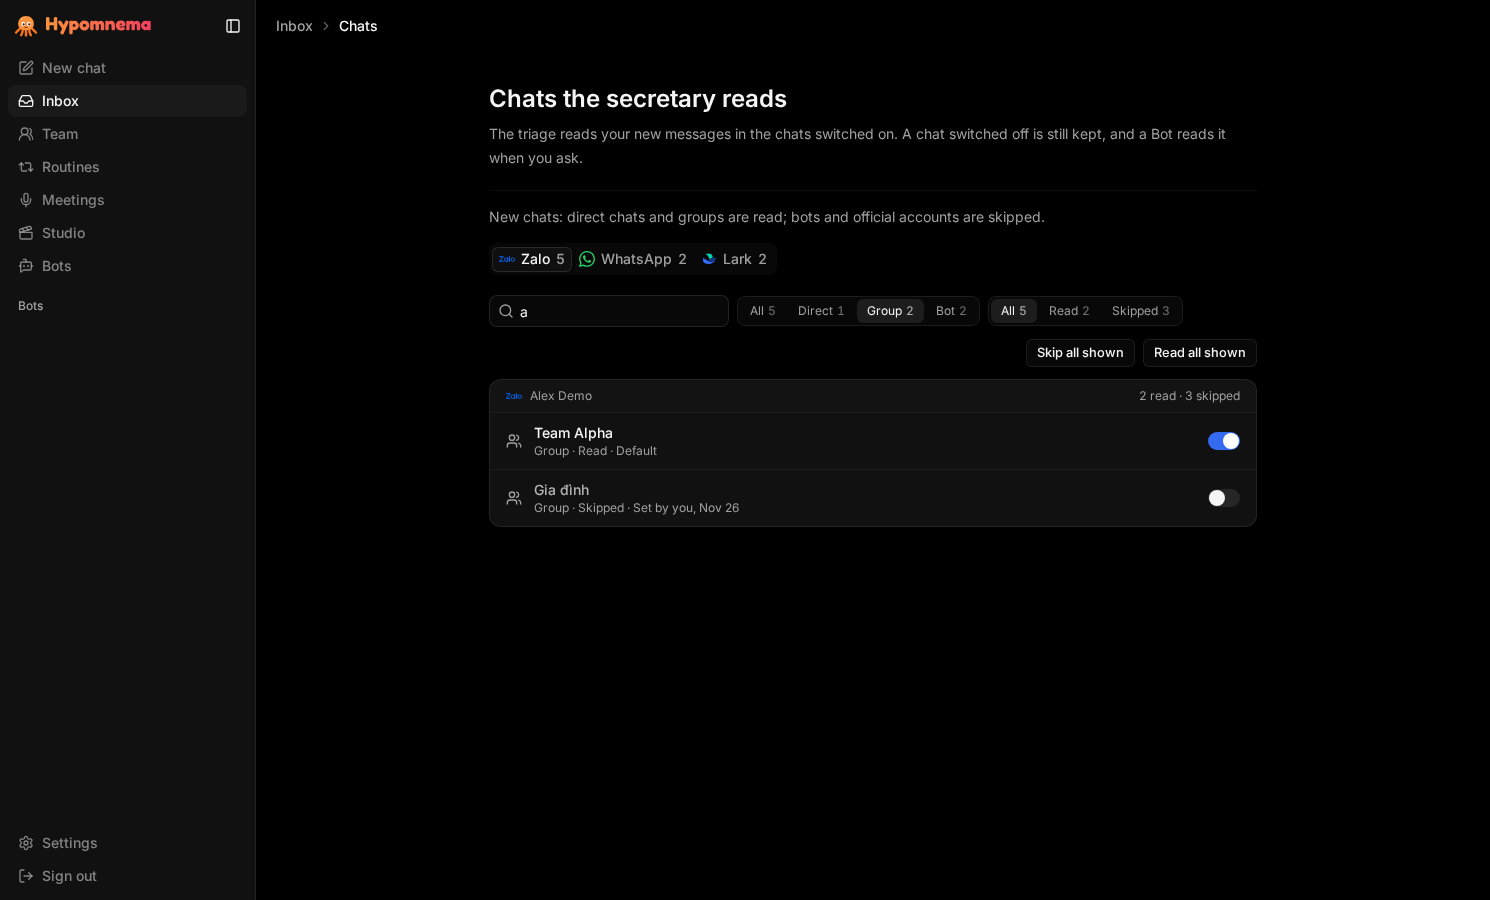 Hypomnema
New chat
Inbox
Team
Routines
Meetings
Studio
Bots
Bots
Settings
Sign out
Inbox > Chats
Chats the secretary reads
The triage reads your new messages in the chats switched on. A chat switched off is still kept, and a Bot reads it
when you ask.
New chats: direct chats and groups are read; bots and official accounts are skipped.
Zalo Zalo 5 WhatsApp 2 Lark 2
a
All 5 Direct 1 Group 2 Bot 2 All 5 Read 2 Skipped 3
Skip all shown Read all shown
Zalo Alex Demo 2 read · 3 skipped
Team Alpha
Group · Read · Default
Gia đình
Group · Skipped · Set by you, Nov 26